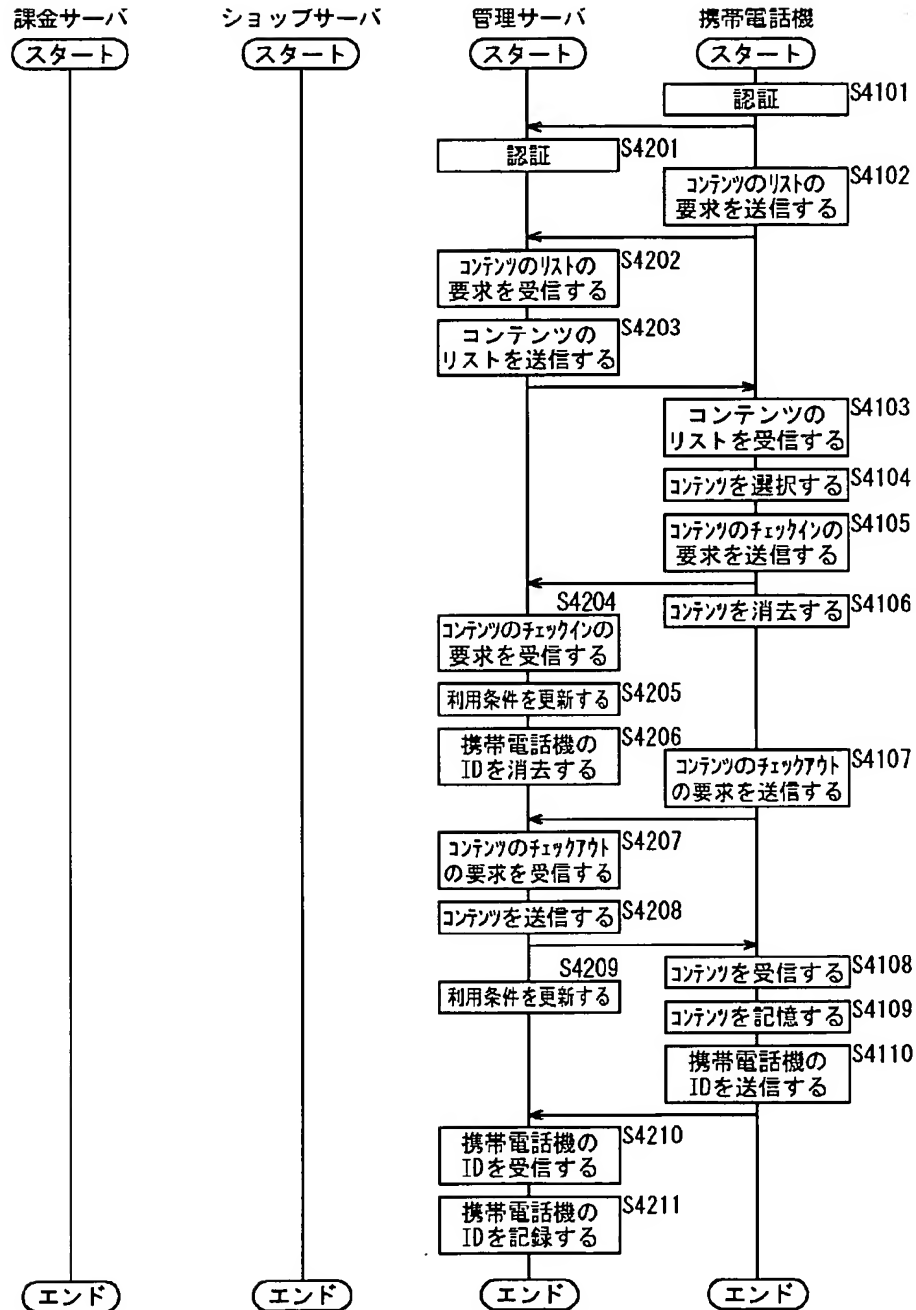 課金サーバ
ショップサーバ
管理サーバ
携帯電話機
スタート
スタート
スタート
スタート
認証
S4101
認証
S4201
コンテンツのリストの
要求を送信する
S4102
コンテンツのリストの
要求を受信する
S4202
コンテンツの
リストを送信する
S4203
コンテンツの
リストを受信する
S4103
コンテンツを選択する
S4104
コンテンツのチェックインの
要求を送信する
S4105
コンテンツを消去する
S4106
S4204
コンテンツのチェックインの
要求を受信する
利用条件を更新する
S4205
携帯電話機の
IDを消去する
S4206
コンテンツのチェックアウト
の要求を送信する
S4107
コンテンツのチェックアウト
の要求を受信する
S4207
コンテンツを送信する
S4208
コンテンツを受信する
S4108
S4209
利用条件を更新する
コンテンツを記憶する
S4109
携帯電話機の
IDを送信する
S4110
携帯電話機の
IDを受信する
S4210
携帯電話機の
IDを記録する
S4211
エンド
エンド
エンド
エンド